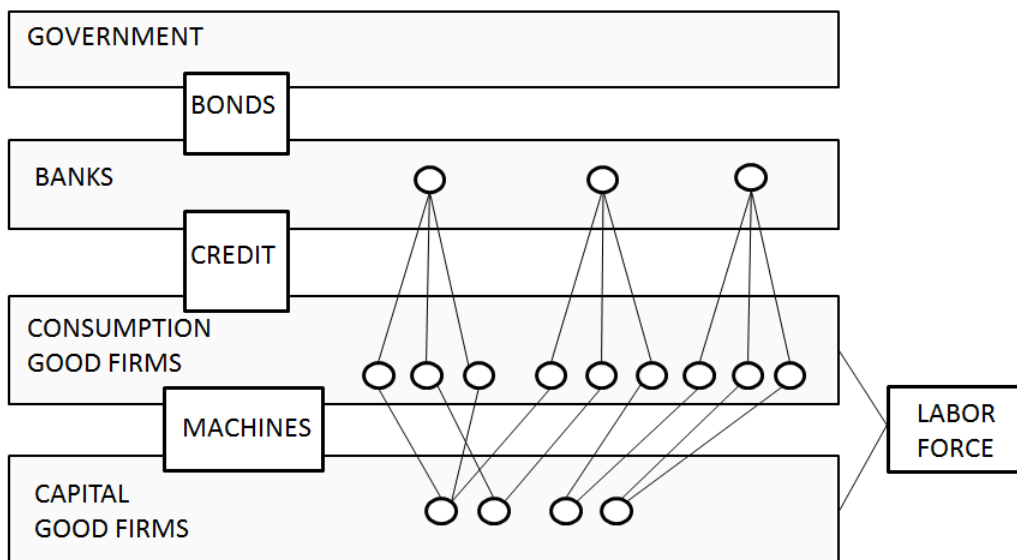 GOVERNMENT
BONDS
BANKS
CREDIT
CONSUMPTION
GOOD FIRMS
MACHINES
LABOR
FORCE
CAPITAL
GOOD FIRMS